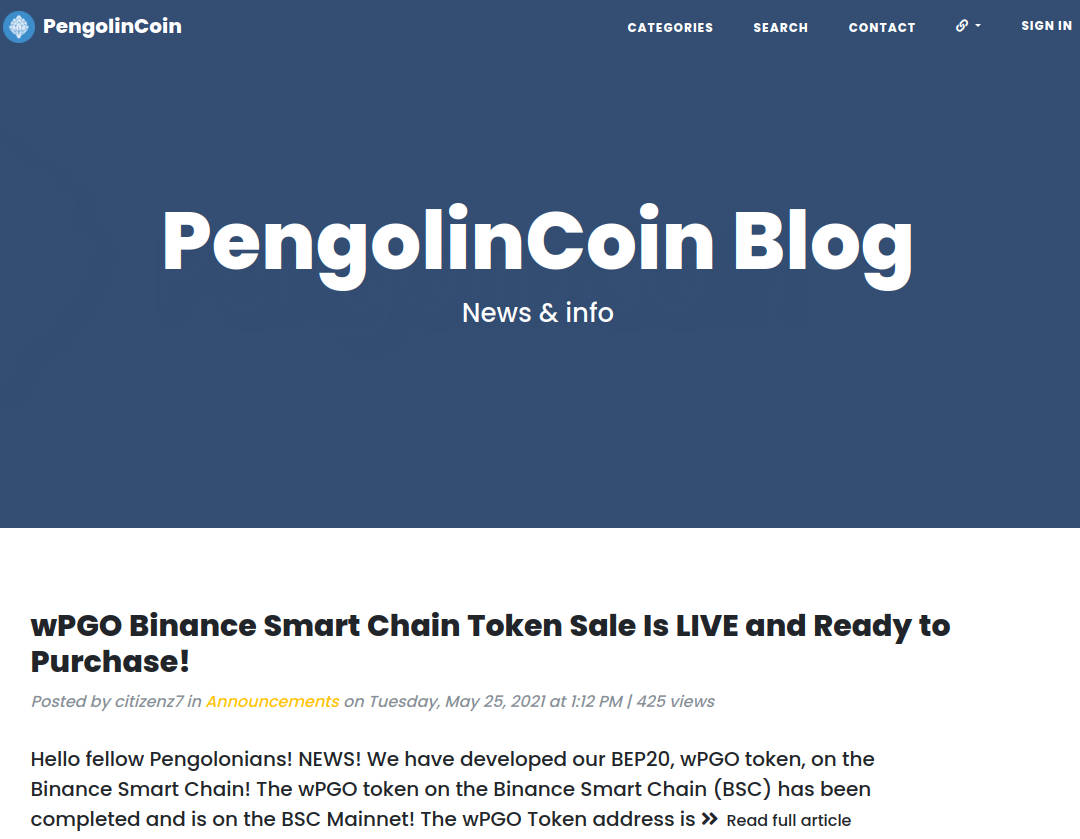 PengolinCoin
CATEGORIES SEARCH CONTACT SIGN IN
PengolinCoin Blog
News & info
wPGO Binance Smart Chain Token Sale Is LIVE and Ready to
Purchase!
Posted by citizenz7 in Announcements on Tuesday, May 25, 2021 at 1:12 PM | 425 views
Hello fellow Pengolonians! NEWS! We have developed our BEP20, wPGO token, on the
Binance Smart Chain! The wPGO token on the Binance Smart Chain (BSC) has been
completed and is on the BSC Mainnet! The wPGO Token address is » Read full article